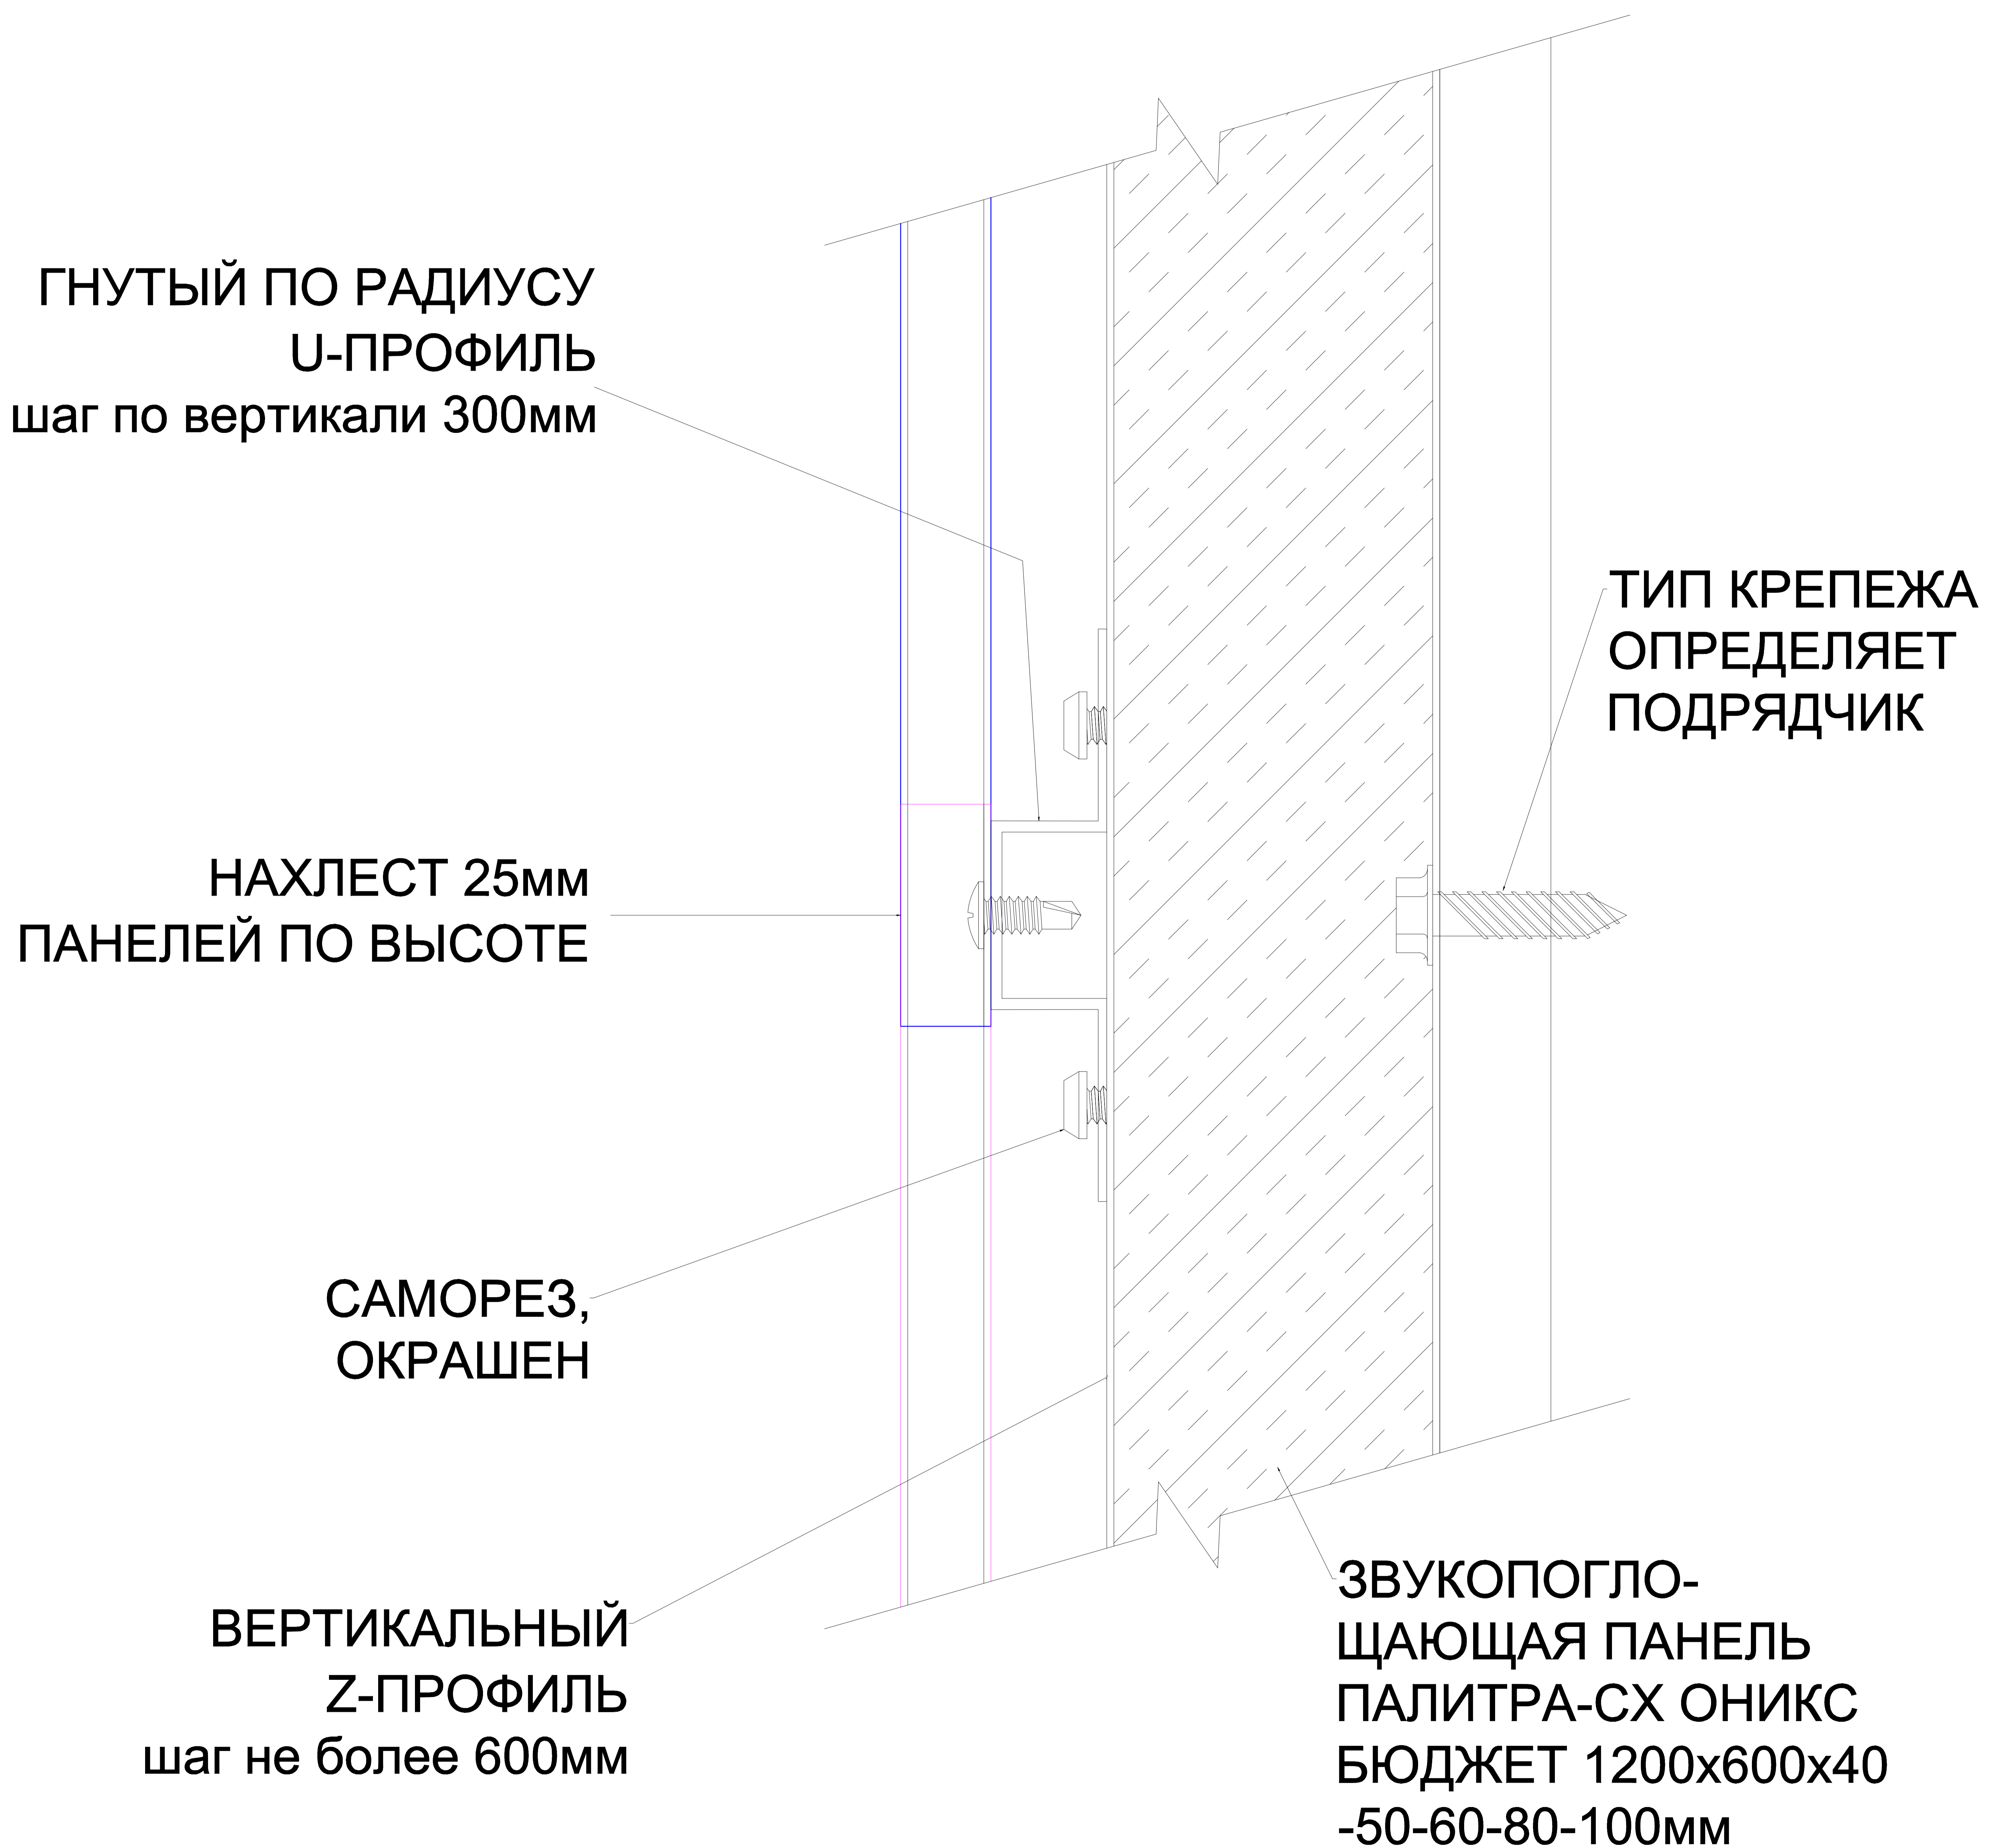 ГНУТЫЙ ПО РАДИУСУ
U-ПРОФИЛЬ
шаг по вертикали 300мм
ТИП КРЕПЕЖА
ОПРЕДЕЛЯЕТ
ПОДРЯДЧИК
НАХЛЕСТ 25мм
ПАНЕЛЕЙ ПО ВЫСОТЕ
САМОРЕЗ,
ОКРАШЕН
ВЕРТИКАЛЬНЫЙ
Z-ПРОФИЛЬ
шаг не более 600мм
ЗВУКОПОГЛО-
ЩАЮЩАЯ ПАНЕЛЬ
ПАЛИТРА-СХ ОНИКС
БЮДЖЕТ 1200х600х40
-50-60-80-100мм